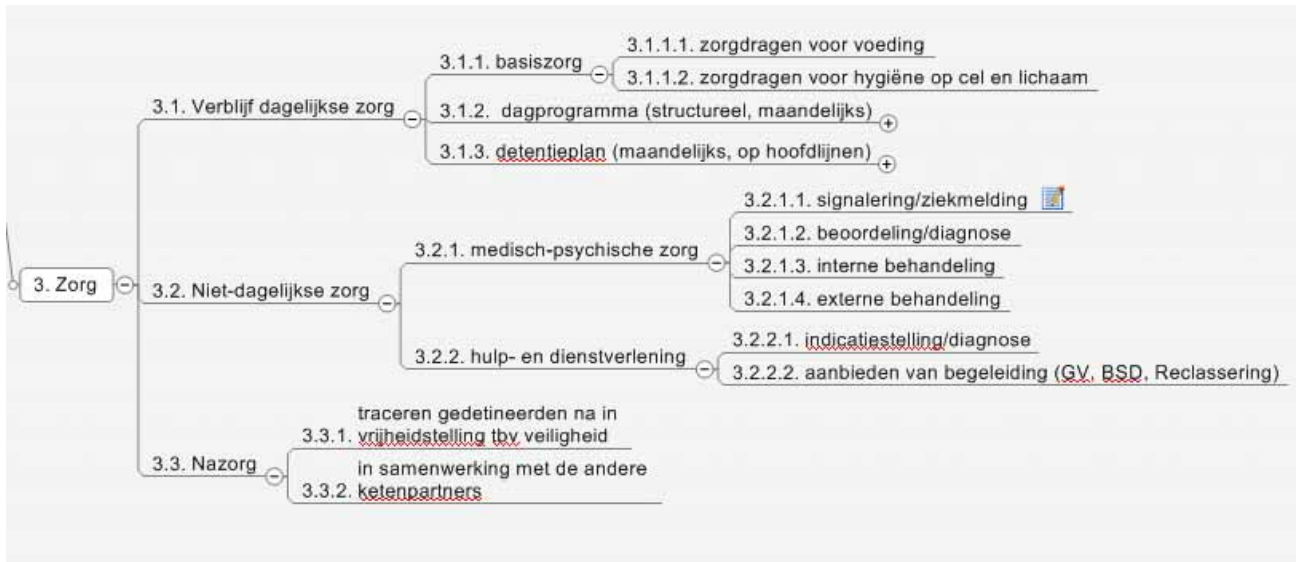 3. Zorg
3.1. Verblijf dagelijkse zorg
3.1.1. basiszorg
3.1.1.1. zorgdragen voor voeding
3.1.1.2. zorgdragen voor hygiëne op cel en lichaam
3.1.2. dagprogramma (structureel, maandelijks)
3.1.3. detentieplan (maandelijks, op hoofdlijnen)
3.2. Niet-dagelijkse zorg
3.2.1. medisch-psychische zorg
3.2.1.1. signalering/ziekmelding
3.2.1.2. beoordeling/diagnose
3.2.1.3. interne behandeling
3.2.1.4. externe behandeling
3.2.2. hulp- en dienstverlening
3.2.2.1. indicatiestelling/diagnose
3.2.2.2. aanbieden van begeleiding (GV, BSD, Reclassering)
3.3. Nazorg
traceren gedetineerden na in
3.3.1. vrijheidstelling tbv veiligheid
in samenwerking met de andere
3.3.2. ketenpartners